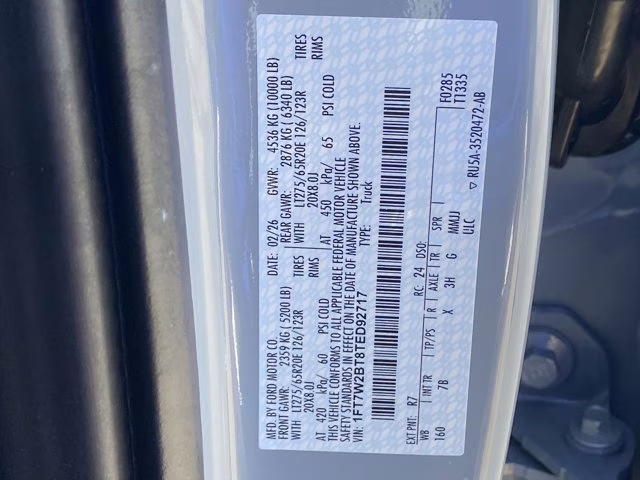 MFD. BY FORD MOTOR CO.
DATE: 02/26 GVWR: 4536 KG (10000 LB)
FRONT GAWR: 2359 KG (5200 LB) REAR GAWR: 2876 KG (6340 LB)
WITH LT275/65R20E 126/123R TIRES WITH LT275/65R20E 126/123R TIRES
20X8.0J RIMS 20X8.0J RIMS
AT 420 kPa/ 60 PSI COLD AT 450 kPa/ 65 PSI COLD
THIS VEHICLE CONFORMS TO ALL APPLICABLE FEDERAL MOTOR VEHICLE
SAFETY STANDARDS IN EFFECT ON THE DATE OF MANUFACTURE SHOWN ABOVE.
VIN: 1FT7W2BT8TED92717 TYPE: Truck
F0285
T1335
EXT PNT: R7 RC: 24 DSO:
WB INT TR TP/PS R AXLE TR SPR
160 7B X 3H G MMUJ
ULC
▽ RU5A-3520472-AB